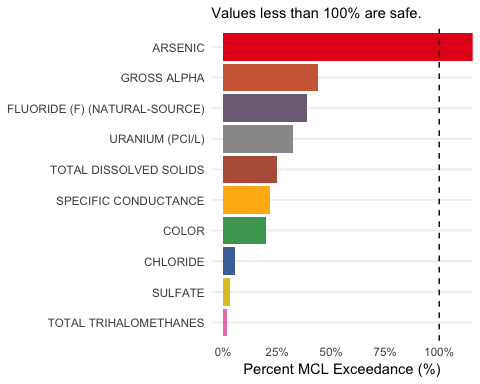 Values less than 100% are safe.
ARSENIC
GROSS ALPHA
FLUORIDE (F) (NATURAL-SOURCE)
URANIUM (PCI/L)
TOTAL DISSOLVED SOLIDS
SPECIFIC CONDUCTANCE
COLOR
CHLORIDE
SULFATE
TOTAL TRIHALOMETHANES
0% 25% 50% 75% 100%
Percent MCL Exceedance (%)